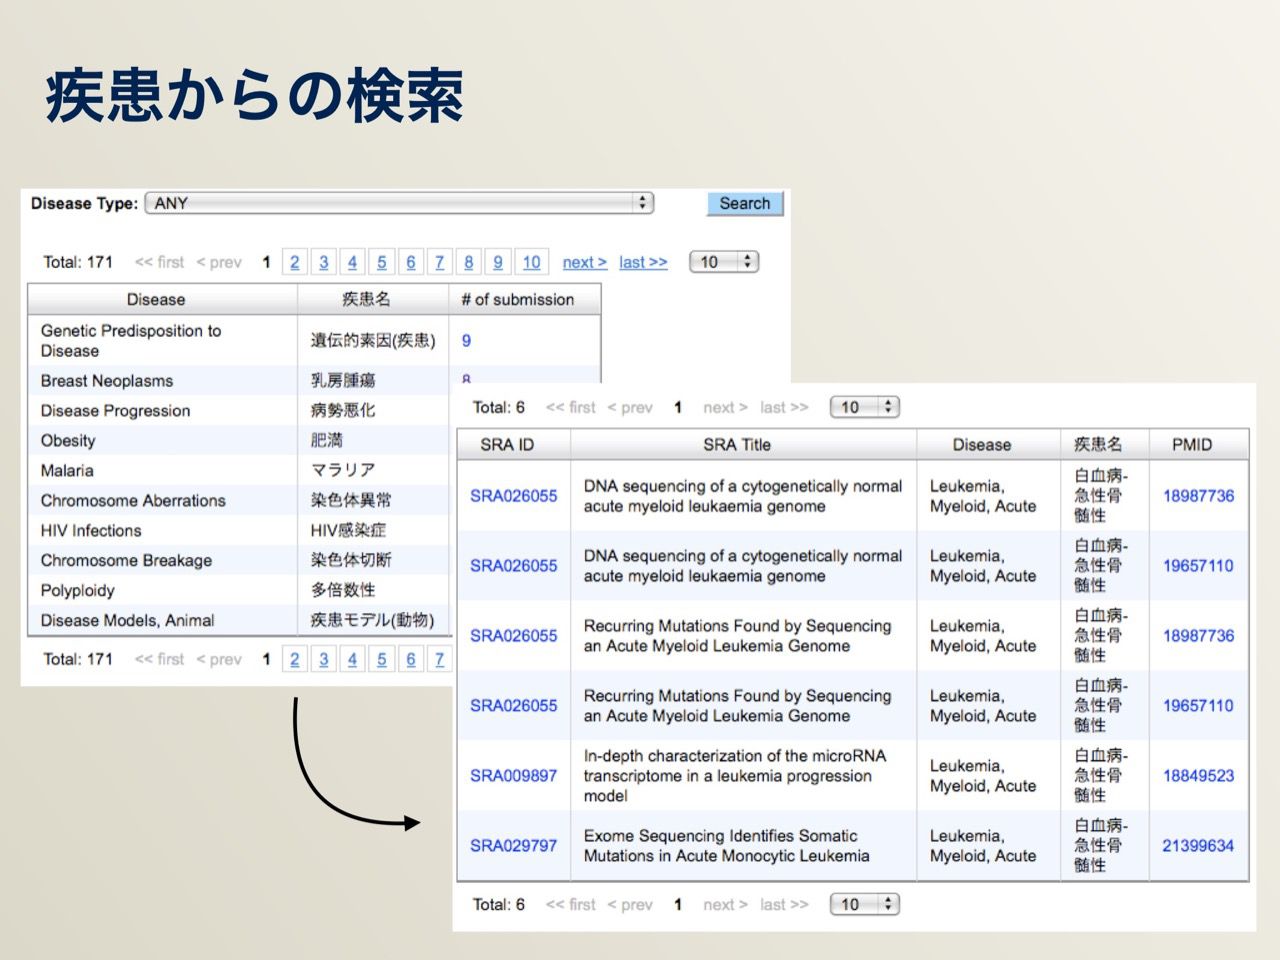 疾患からの検索
Disease Type: ANY Search
Total: 171 << first < prev 1 2 3 4 5 6 7 8 9 10 next > last >> 10
Disease 疾患名 # of submission
Genetic Predisposition to
Disease 遺伝的素因(疾患) 9
Breast Neoplasms 乳房腫瘍 8
Disease Progression 病勢悪化
Obesity 肥満
Malaria マラリア
Chromosome Aberrations 染色体異常
HIV Infections HIV感染症
Chromosome Breakage 染色体切断
Polyploidy 多倍数性
Disease Models, Animal 疾患モデル(動物)
Total: 171 << first < prev 1 2 3 4 5 6 7
Total: 6 << first < prev 1 next > last >> 10
SRA ID SRA Title Disease 疾患名 PMID
SRA026055 DNA sequencing of a cytogenetically normal
acute myeloid leukaemia genome Leukemia,
Myeloid, Acute 白血病-
急性骨
髄性 18987736
SRA026055 DNA sequencing of a cytogenetically normal
acute myeloid leukaemia genome Leukemia,
Myeloid, Acute 白血病-
急性骨
髄性 19657110
SRA026055 Recurring Mutations Found by Sequencing
an Acute Myeloid Leukemia Genome Leukemia,
Myeloid, Acute 白血病-
急性骨
髄性 18987736
SRA026055 Recurring Mutations Found by Sequencing
an Acute Myeloid Leukemia Genome Leukemia,
Myeloid, Acute 白血病-
急性骨
髄性 19657110
SRA009897 In-depth characterization of the microRNA
transcriptome in a leukemia progression
model Leukemia,
Myeloid, Acute 白血病-
急性骨
髄性 18849523
SRA029797 Exome Sequencing Identifies Somatic
Mutations in Acute Monocytic Leukemia Leukemia,
Myeloid, Acute 白血病-
急性骨
髄性 21399634
Total: 6 << first < prev 1 next > last >> 10